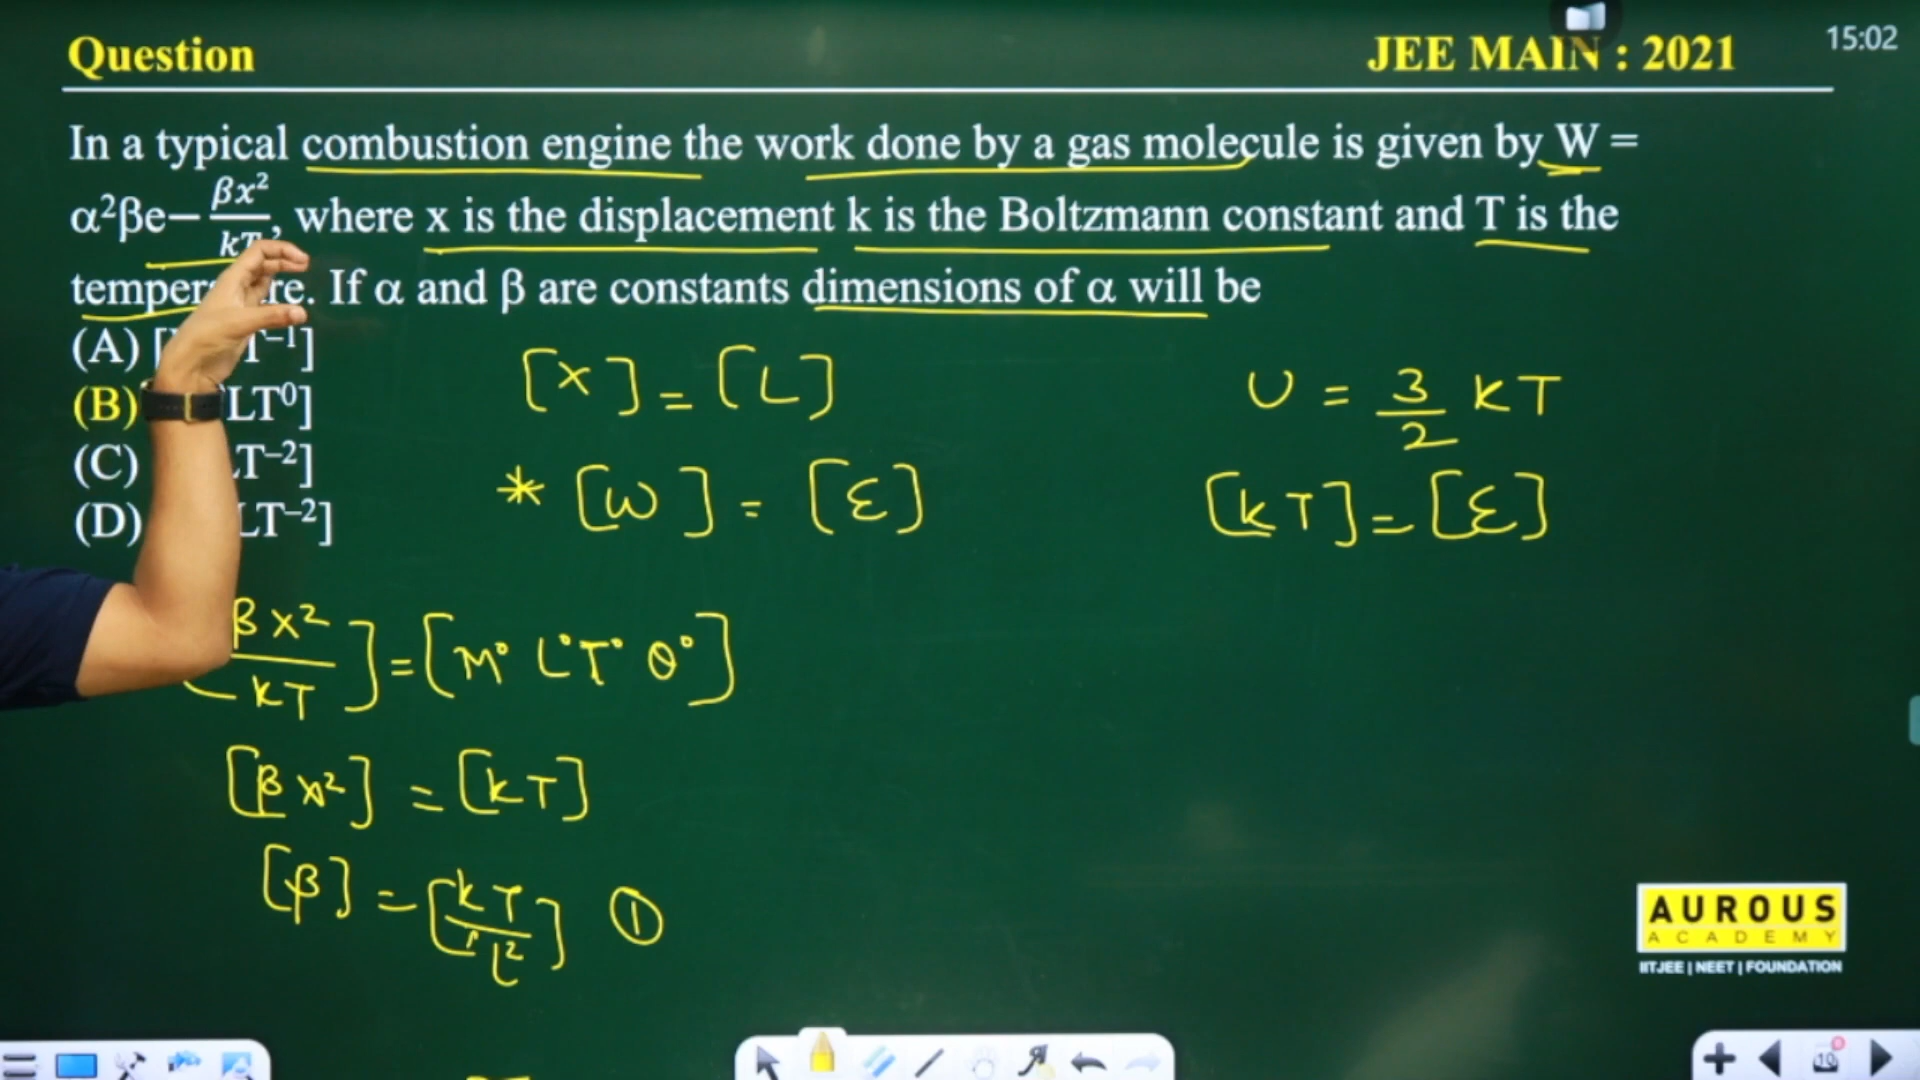 Question
JEE MAIN : 2021
15:02
In a typical combustion engine the work done by a gas molecule is given by W =
α²βe− βx²/kT, where x is the displacement k is the Boltzmann constant and T is the
temper re. If α and β are constants dimensions of α will be
(A) [ T⁻¹]
(B) LT⁰]
(C) T⁻²]
(D) LT⁻²]
[x] = [L]
* [W] = [ε]
U = 3/2 KT
[kT] = [ε]
βx²/KT] = [M° L° T° θ°]
[βx²] = [kT]
[β] = [kT/L²] ①
AUROUS
ACADEMY
IITJEE | NEET | FOUNDATION
19